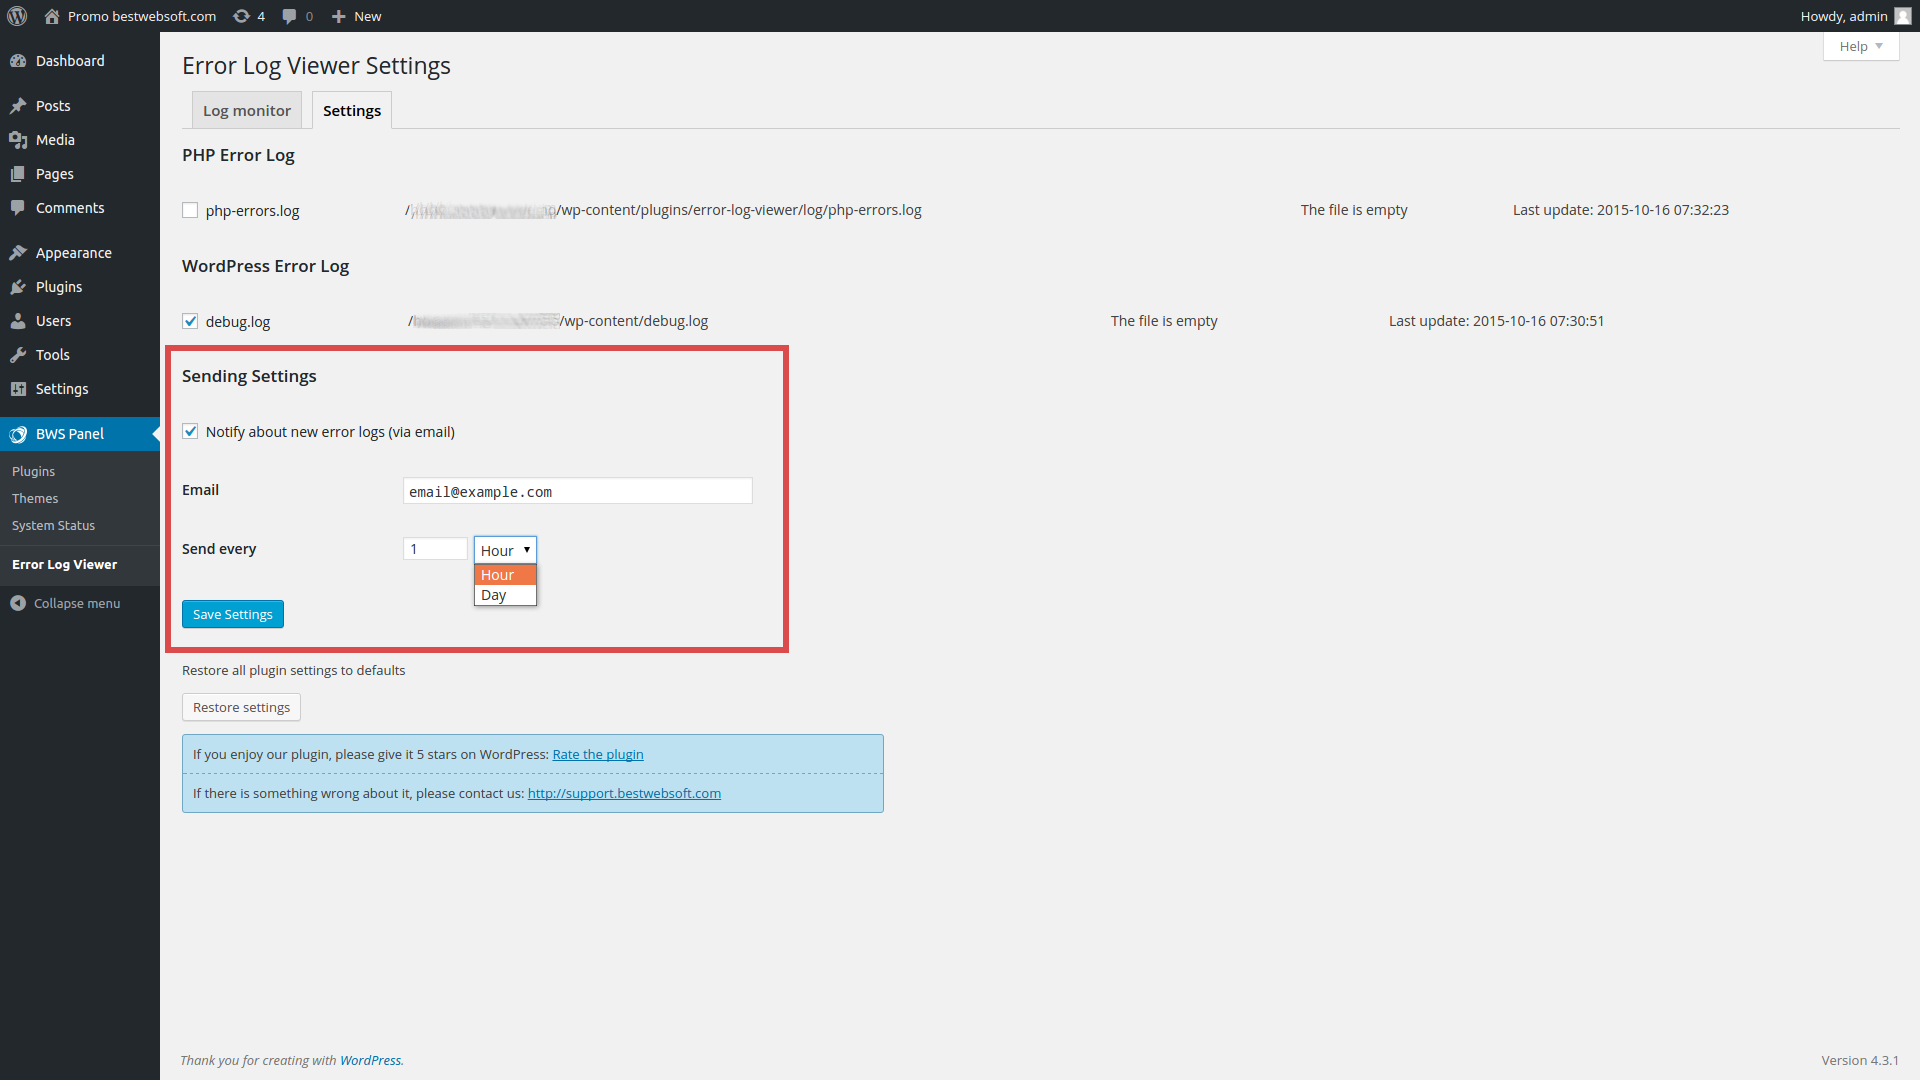 Promo bestwebsoft.com 4 0 New Howdy, admin
Help
Dashboard
Posts
Media
Pages
Comments
Appearance
Plugins
Users
Tools
Settings
BWS Panel
Plugins
Themes
System Status
Error Log Viewer
Collapse menu
Error Log Viewer Settings
Log monitor Settings
PHP Error Log
php-errors.log / /wp-content/plugins/error-log-viewer/log/php-errors.log The file is empty Last update: 2015-10-16 07:32:23
WordPress Error Log
debug.log / /wp-content/debug.log The file is empty Last update: 2015-10-16 07:30:51
Sending Settings
Notify about new error logs (via email)
Email email@example.com
Send every 1 Hour
Hour
Day
Save Settings
Restore all plugin settings to defaults
Restore settings
If you enjoy our plugin, please give it 5 stars on WordPress: Rate the plugin
If there is something wrong about it, please contact us: http://support.bestwebsoft.com
Thank you for creating with WordPress.
Version 4.3.1